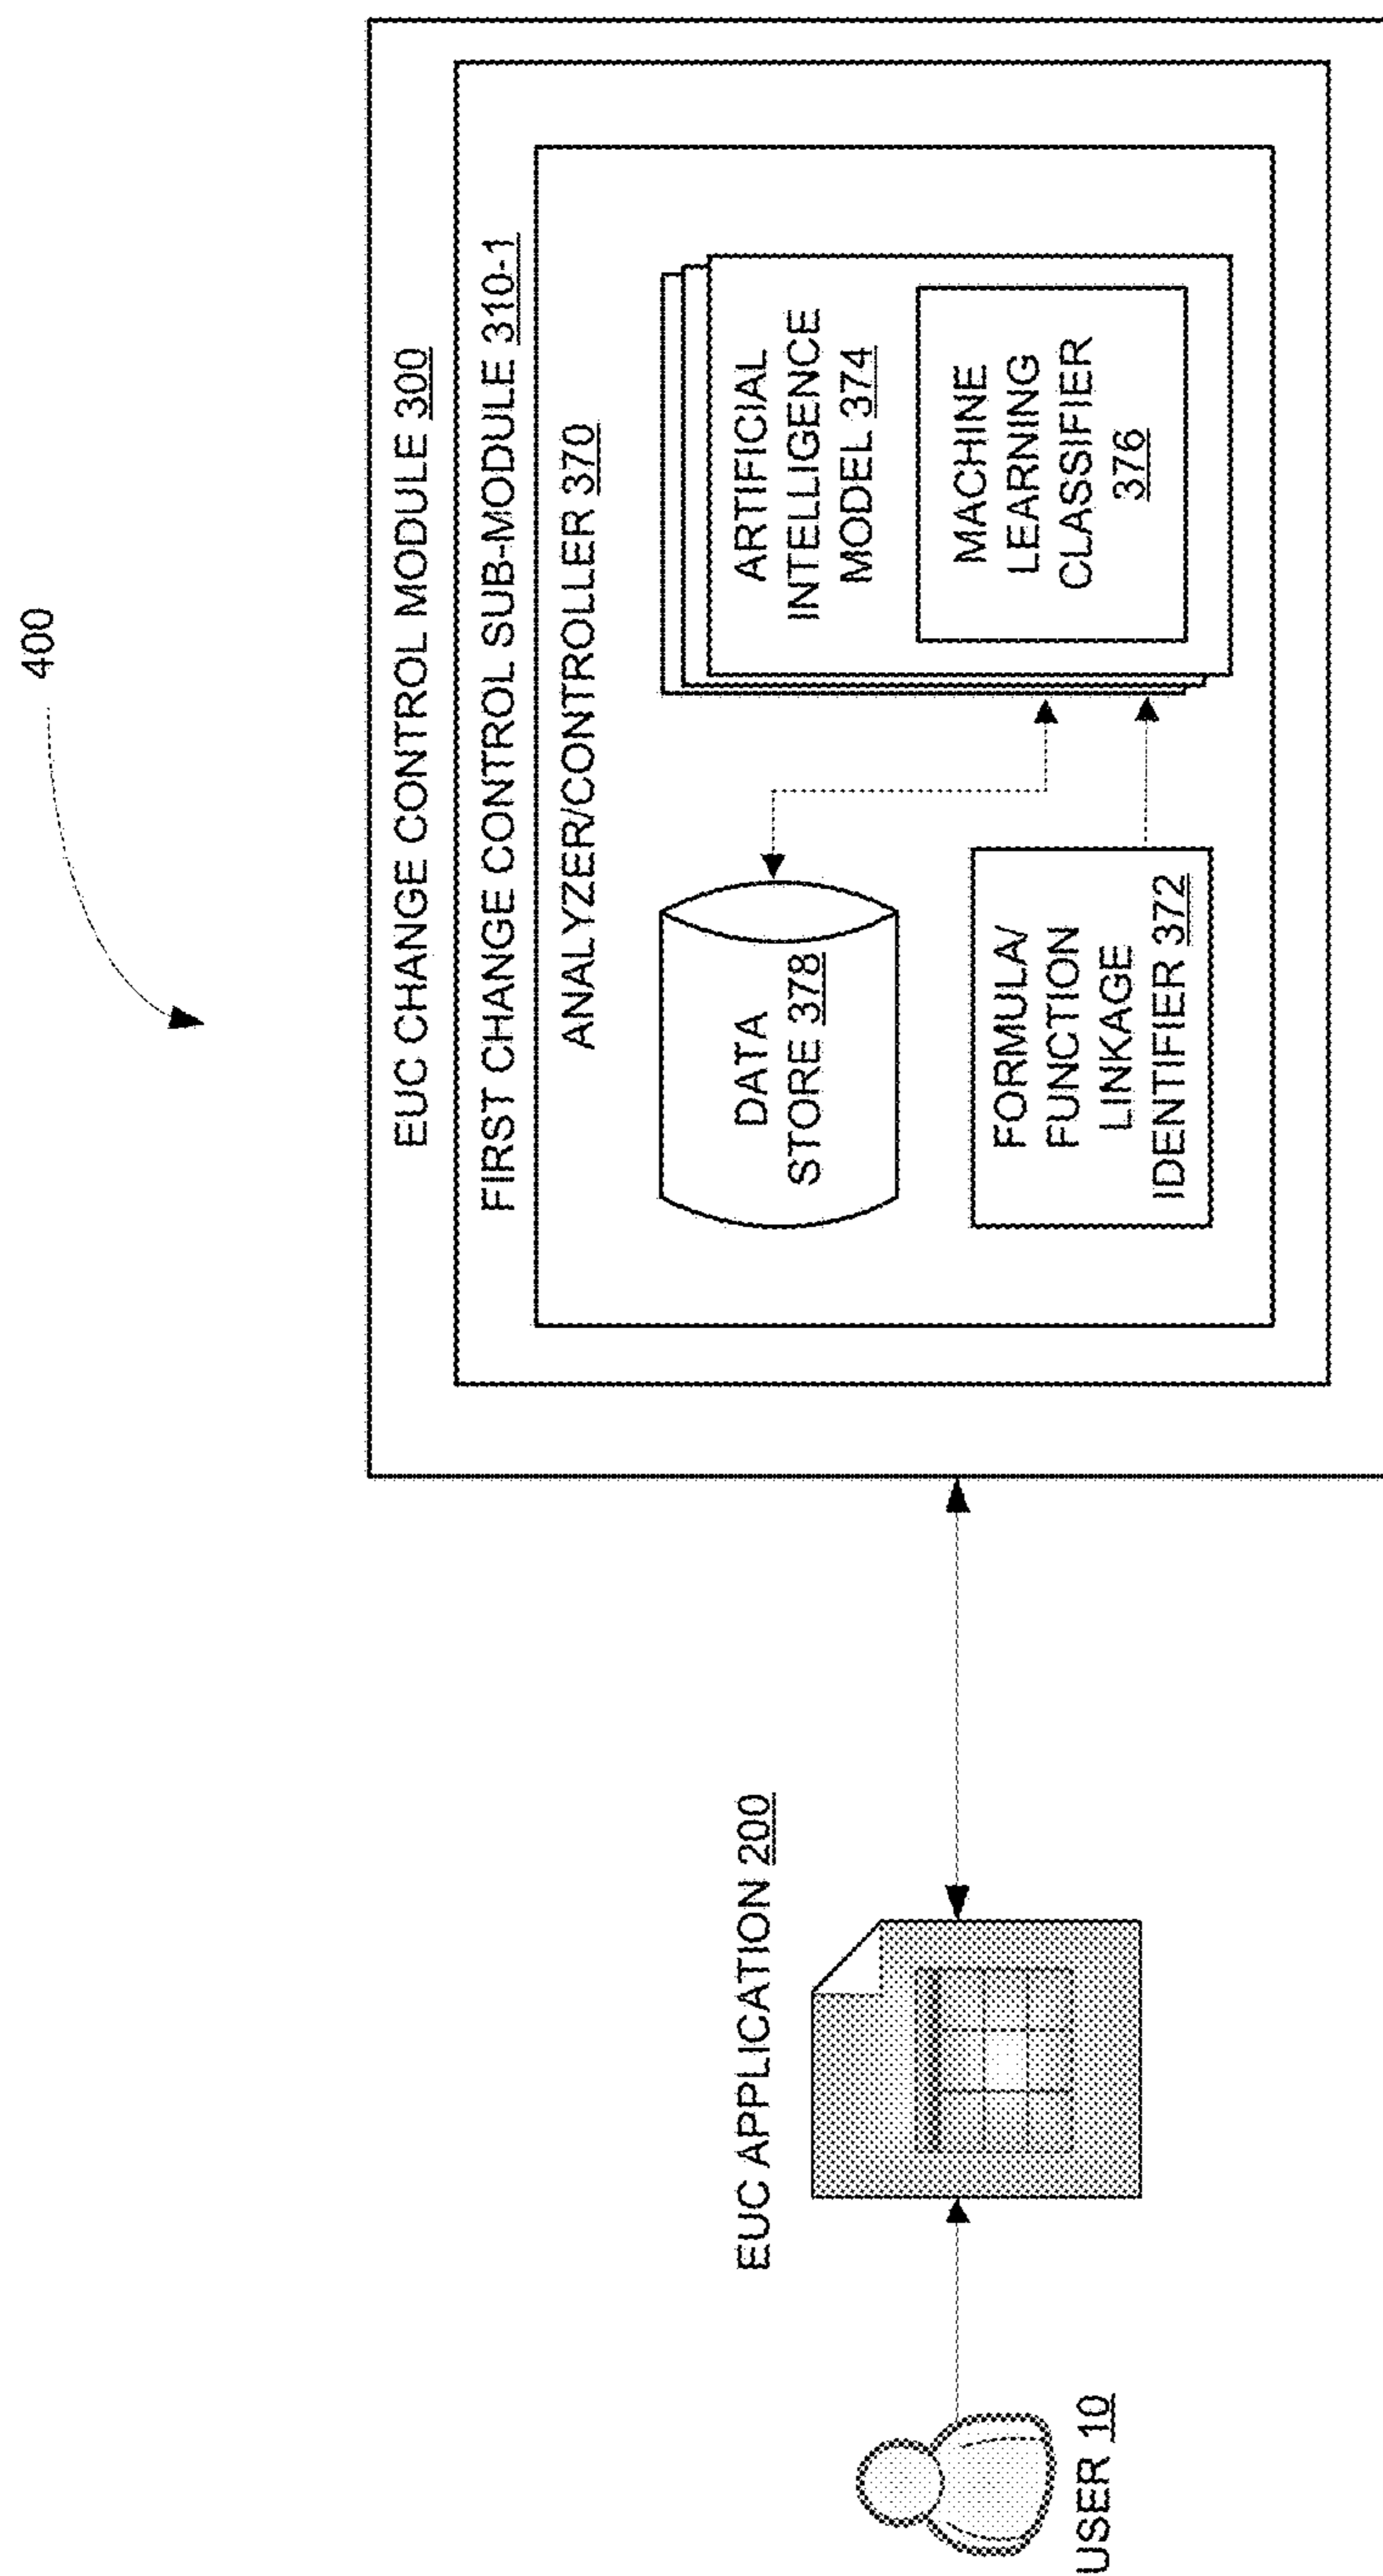 400
EUC CHANGE CONTROL MODULE 300
FIRST CHANGE CONTROL SUB-MODULE 310-1
ANALYZER/CONTROLLER 370
DATA
STORE 378
FORMULA/
FUNCTION
LINKAGE
IDENTIFIER 372
ARTIFICIAL
INTELLIGENCE
MODEL 374
MACHINE
LEARNING
CLASSIFIER
376
EUC APPLICATION 200
USER 10